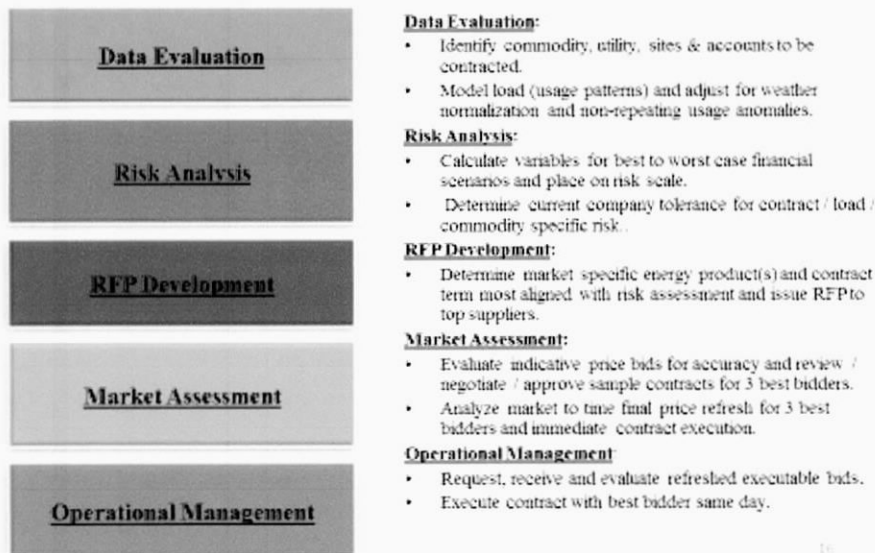 Data Evaluation
Risk Analysis
RFP Development
Market Assessment
Operational Management
Data Evaluation:
• Identify commodity, utility, sites & accounts to be
contracted.
• Model load (usage patterns) and adjust for weather
normalization and non-repeating usage anomalies.
Risk Analysis:
• Calculate variables for best to worst case financial
scenarios and place on risk scale.
• Determine current company tolerance for contract / load /
commodity specific risk..
RFP Development:
• Determine market specific energy product(s) and contract
term most aligned with risk assessment and issue RFP to
top suppliers.
Market Assessment:
• Evaluate indicative price bids for accuracy and review /
negotiate / approve sample contracts for 3 best bidders.
• Analyze market to time final price refresh for 3 best
bidders and immediate contract execution.
Operational Management
• Request, receive and evaluate refreshed executable bids.
• Execute contract with best bidder same day.